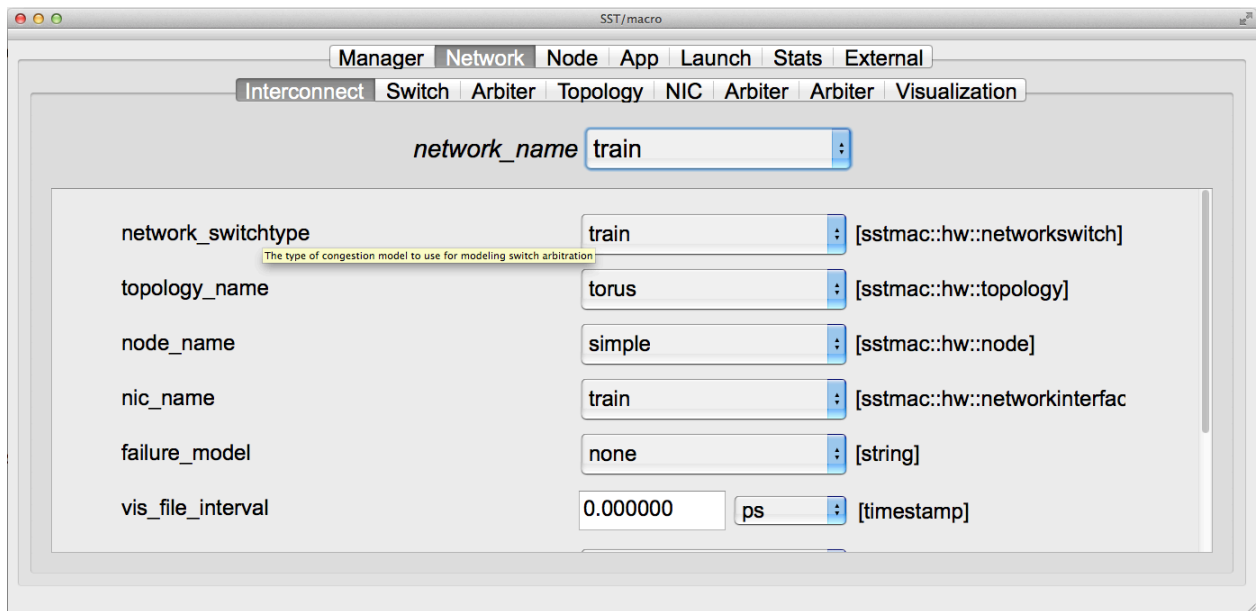 SST/macro
Manager Network Node App Launch Stats External
Interconnect Switch Arbiter Topology NIC Arbiter Arbiter Visualization
network_name train
network_switchtype train [sstmac::hw::networkswitch]
The type of congestion model to use for modeling switch arbitration
topology_name torus [sstmac::hw::topology]
node_name simple [sstmac::hw::node]
nic_name train [sstmac::hw::networkinterfac
failure_model none [string]
vis_file_interval 0.000000 ps [timestamp]